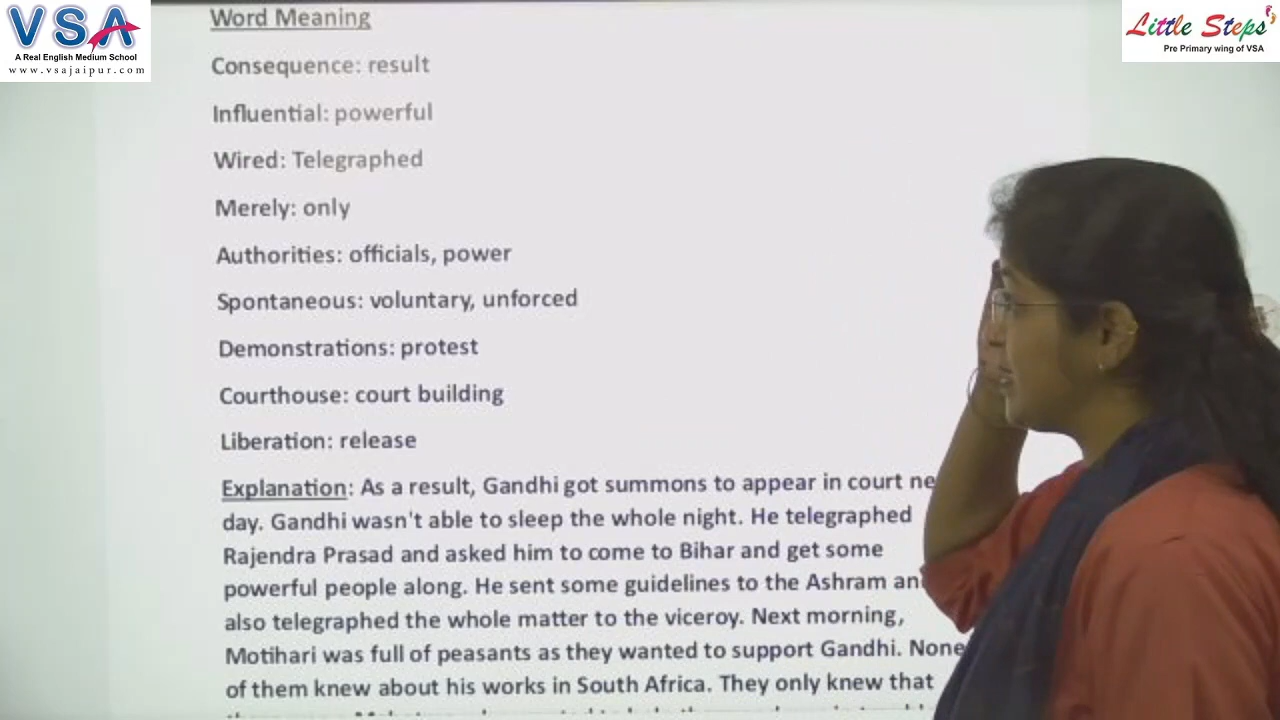 VSA
A Real English Medium School
www.vsajaipur.com
Little Steps
Pre Primary wing of VSA
Word Meaning
Consequence: result
Influential: powerful
Wired: Telegraphed
Merely: only
Authorities: officials, power
Spontaneous: voluntary, unforced
Demonstrations: protest
Courthouse: court building
Liberation: release
Explanation: As a result, Gandhi got summons to appear in court
day. Gandhi wasn't able to sleep the whole night. He telegraphed
Rajendra Prasad and asked him to come to Bihar and get some
powerful people along. He sent some guidelines to the Ashram
also telegraphed the whole matter to the viceroy. Next morning,
Motihari was full of peasants as they wanted to support Gandhi. None
of them knew about his works in South Africa. They only knew that